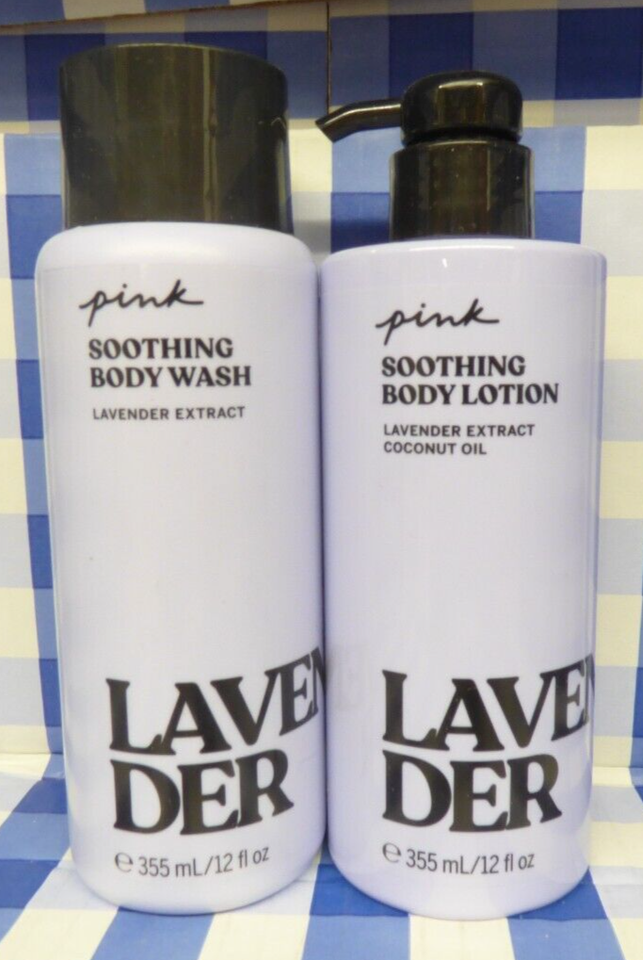 pink
SOOTHING
BODY WASH
LAVENDER EXTRACT
LAVEN
DER
℮ 355 mL/12 fl oz
pink
SOOTHING
BODY LOTION
LAVENDER EXTRACT
COCONUT OIL
LAVEN
DER
℮ 355 mL/12 fl oz